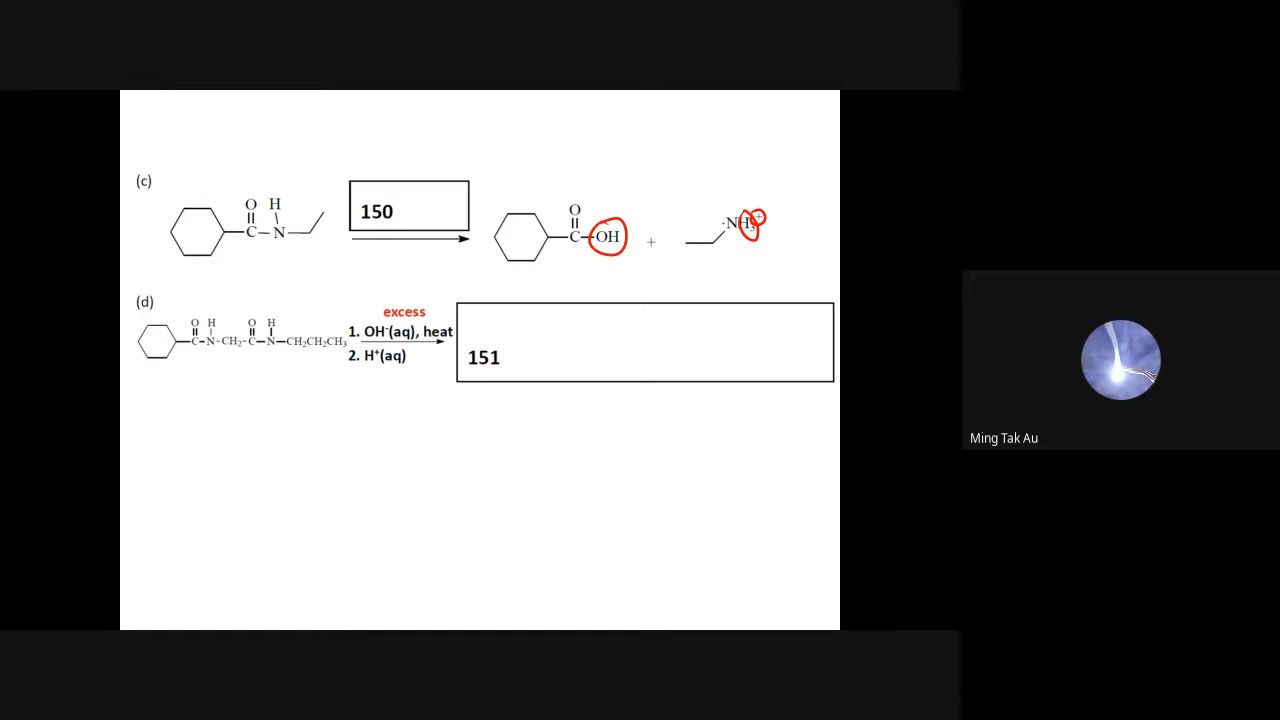 (c)
O H
C N
150
O
C OH
+
NH₃⁺
(d)
O H O H
C N CH₂ C N CH₂CH₂CH₃
excess
1. OH⁻(aq), heat
2. H⁺(aq)
151
Ming Tak Au